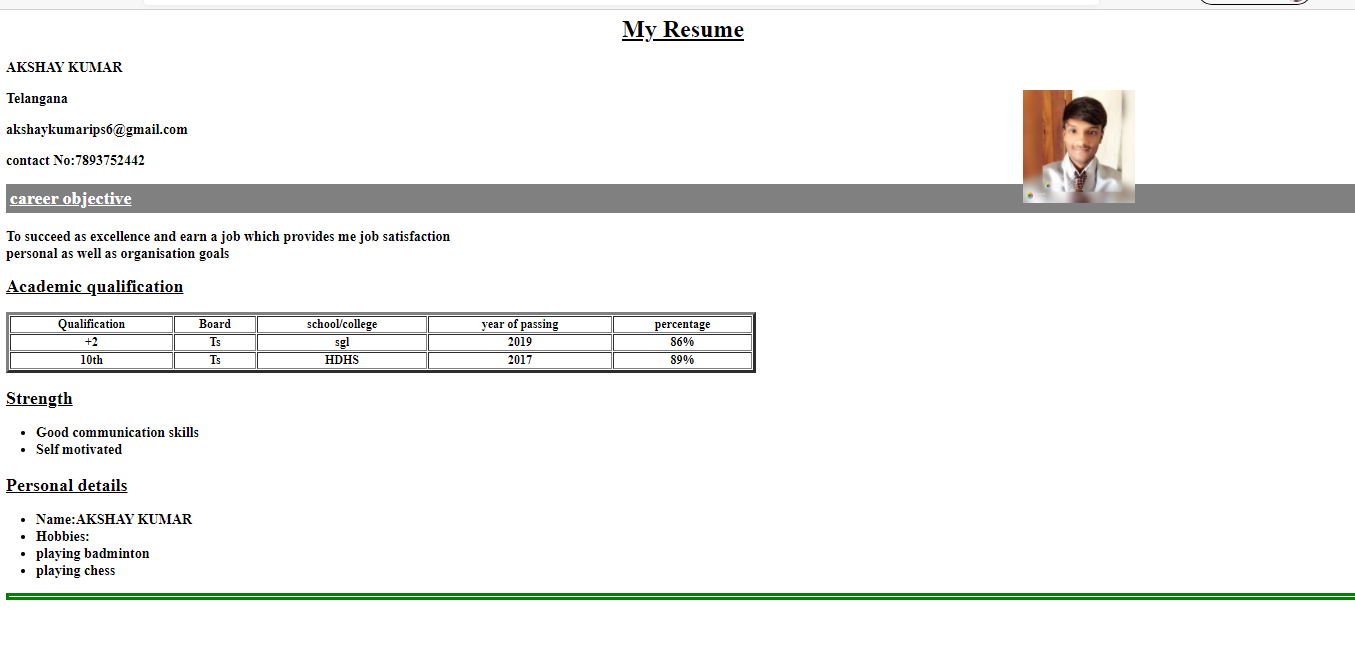 My Resume
AKSHAY KUMAR
Telangana
akshaykumarips6@gmail.com
contact No:7893752442
career objective
To succeed as excellence and earn a job which provides me job satisfaction
personal as well as organisation goals
Academic qualification
Qualification Board school/college year of passing percentage
+2 Ts sgl 2019 86%
10th Ts HDHS 2017 89%
Strength
Good communication skills
Self motivated
Personal details
Name:AKSHAY KUMAR
Hobbies:
playing badminton
playing chess